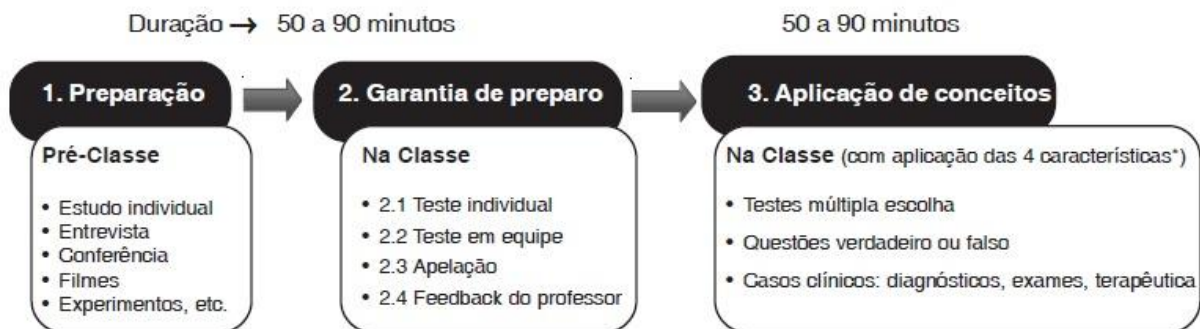 Duração → 50 a 90 minutos
50 a 90 minutos
1. Preparação
2. Garantia de preparo
3. Aplicação de conceitos
Pré-Classe
• Estudo individual
• Entrevista
• Conferência
• Filmes
• Experimentos, etc.
Na Classe
• 2.1 Teste individual
• 2.2 Teste em equipe
• 2.3 Apelação
• 2.4 Feedback do professor
Na Classe (com aplicação das 4 características*)
• Testes múltipla escolha
• Questões verdadeiro ou falso
• Casos clínicos: diagnósticos, exames, terapêutica